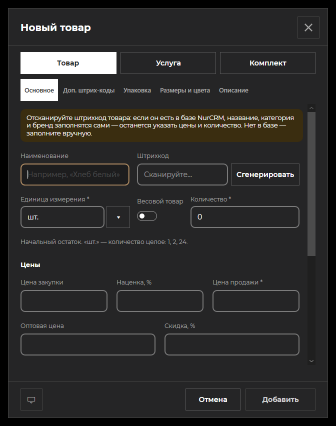 Новый товар
Товар
Услуга
Комплект
Основное
Доп. штрих-коды
Упаковка
Размеры и цвета
Описание
Отсканируйте штрихкод товара: если он есть в базе NurCRM, название, категория
и бренд заполнятся сами — останется указать цены и количество. Нет в базе —
заполните вручную.
Наименование
Штрихкод
Например, «Хлеб белый»
Сканируйте...
Сгенерировать
Единица измерения *
Весовой товар
Количество *
шт.
0
Начальный остаток. «шт.» — количество целое: 1, 2, 24.
Цены
Цена закупки
Наценка, %
Цена продажи *
Оптовая цена
Скидка, %
Отмена
Добавить